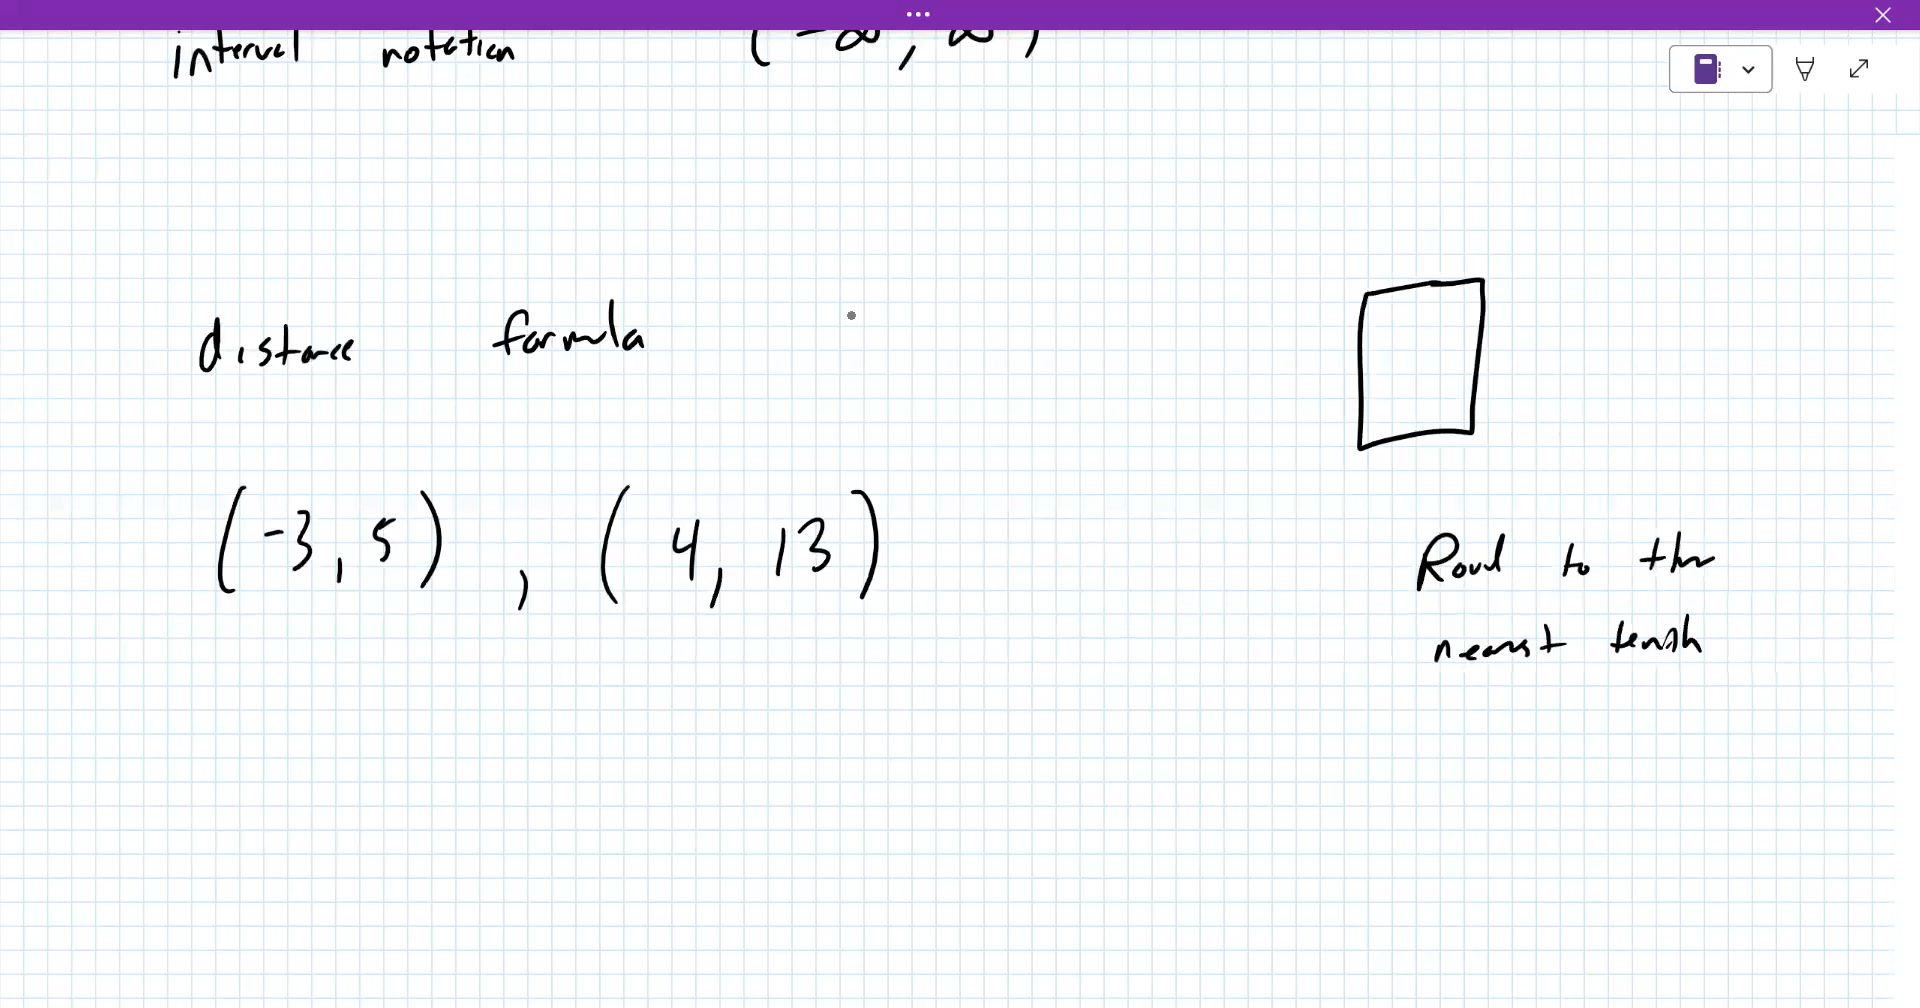 interval notation (-∞, ∞)
distance formula
(-3, 5) , (4, 13)
Round to the
nearest tenth